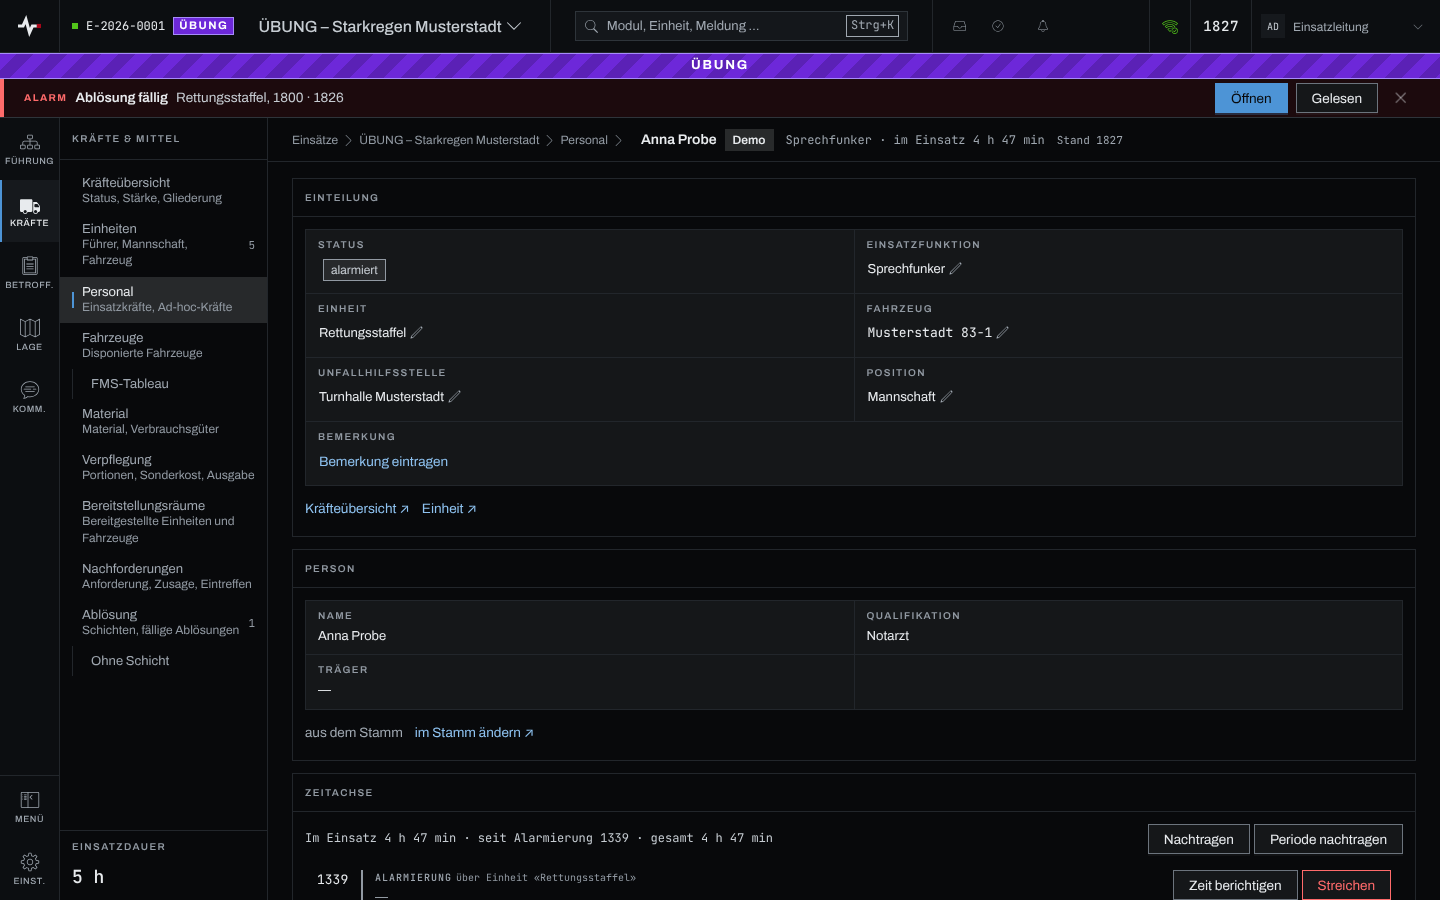 E-2026-0001 ÜBUNG ÜBUNG – Starkregen Musterstadt Modul, Einheit, Meldung ... Strg+K 1827 AD Einsatzleitung
ÜBUNG
ALARM Ablösung fällig Rettungsstaffel, 1800 · 1826 Öffnen Gelesen
FÜHRUNG
KRÄFTE
BETROFF.
LAGE
KOMM.
MENÜ
EINST.
KRÄFTE & MITTEL
Kräfteübersicht
Status, Stärke, Gliederung
Einheiten
Führer, Mannschaft,
Fahrzeug
5
Personal
Einsatzkräfte, Ad-hoc-Kräfte
Fahrzeuge
Disponierte Fahrzeuge
FMS-Tableau
Material
Material, Verbrauchsgüter
Verpflegung
Portionen, Sonderkost, Ausgabe
Bereitstellungsräume
Bereitgestellte Einheiten und
Fahrzeuge
Nachforderungen
Anforderung, Zusage, Eintreffen
Ablösung
Schichten, fällige Ablösungen
1
Ohne Schicht
EINSATZDAUER
5 h
Einsätze ÜBUNG – Starkregen Musterstadt Personal Anna Probe Demo Sprechfunker · im Einsatz 4 h 47 min Stand 1827
EINTEILUNG
STATUS
alarmiert
EINSATZFUNKTION
Sprechfunker
EINHEIT
Rettungsstaffel
FAHRZEUG
Musterstadt 83-1
UNFALLHILFSSTELLE
Turnhalle Musterstadt
POSITION
Mannschaft
BEMERKUNG
Bemerkung eintragen
Kräfteübersicht ↗ Einheit ↗
PERSON
NAME
Anna Probe
QUALIFIKATION
Notarzt
TRÄGER
—
aus dem Stamm im Stamm ändern ↗
ZEITACHSE
Im Einsatz 4 h 47 min · seit Alarmierung 1339 · gesamt 4 h 47 min Nachtragen Periode nachtragen
1339 ALARMIERUNG über Einheit «Rettungsstaffel» Zeit berichtigen Streichen
—